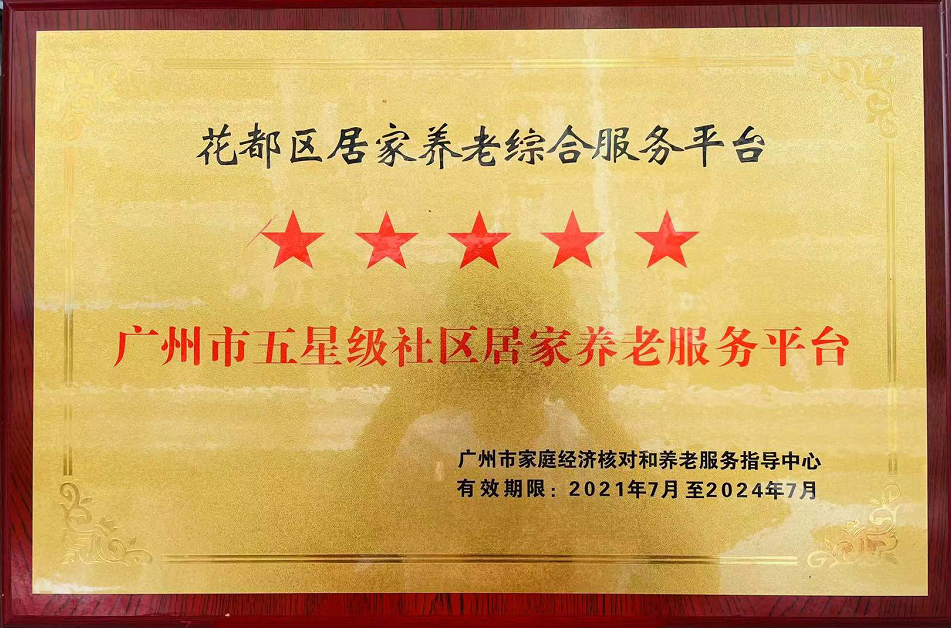 花都区居家养老综合服务平台
广州市五星级社区居家养老服务平台
广州市家庭经济核对和养老服务指导中心
有效期限：2021年7月至2024年7月